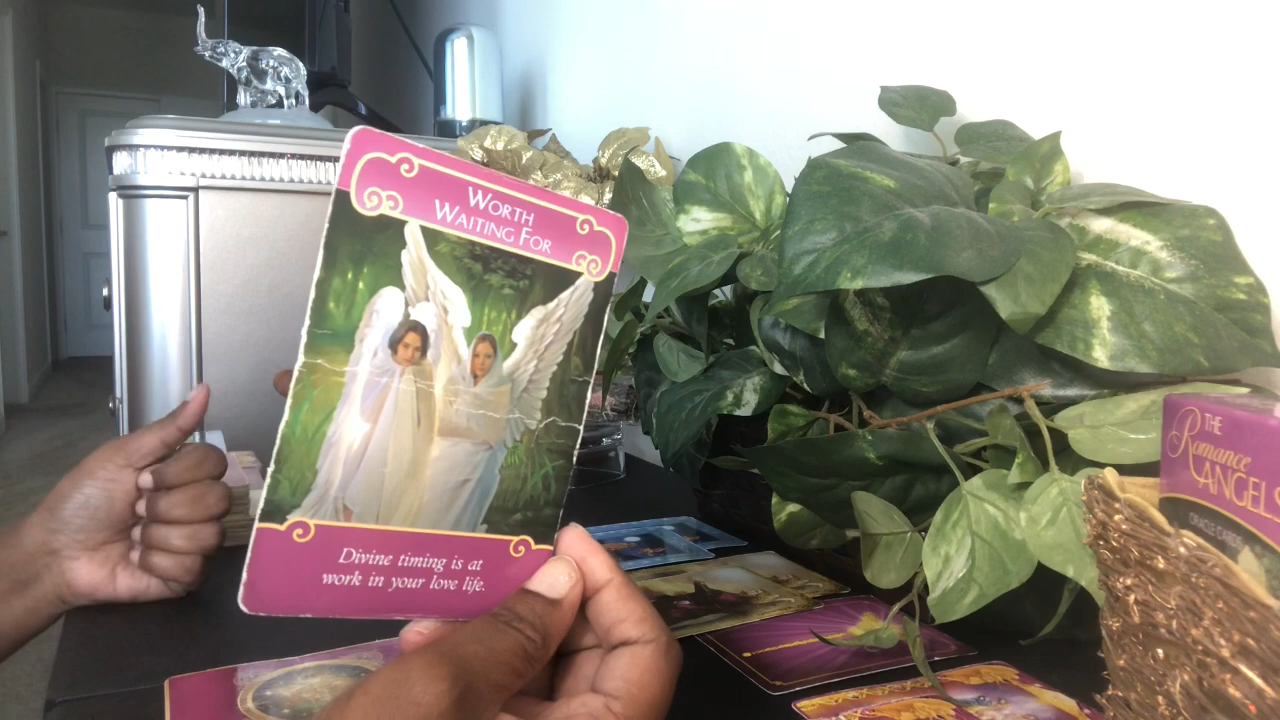 WORTH
WAITING FOR
Divine timing is at
work in your love life.
THE
Romance
ANGELS
ORACLE CARDS